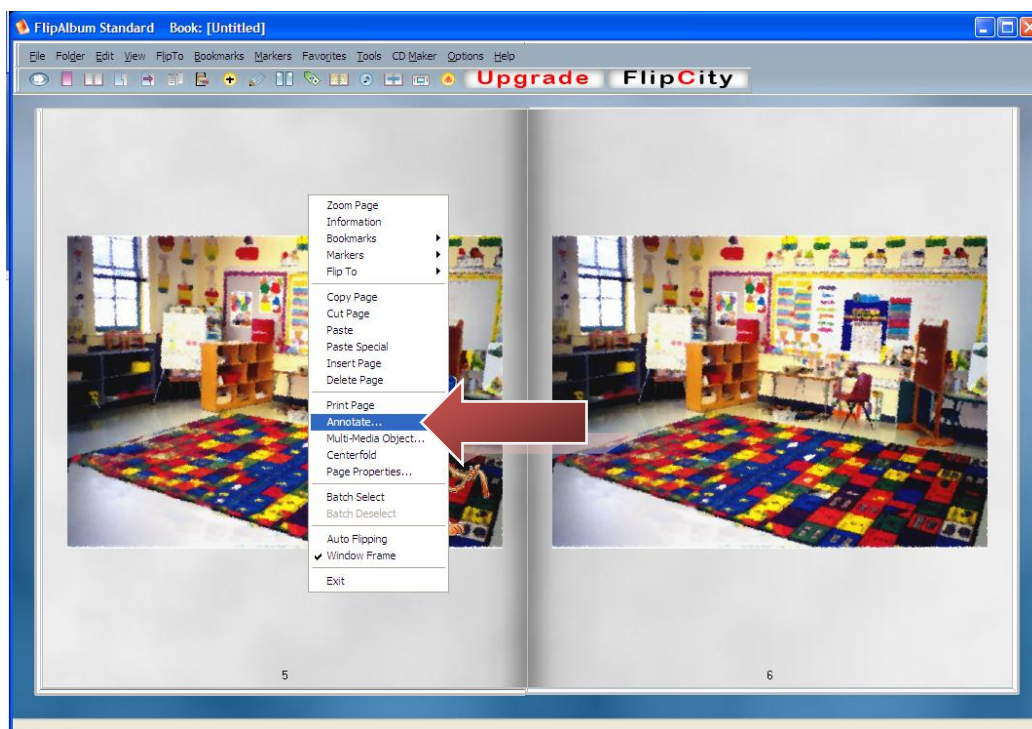 FlipAlbum Standard Book: [Untitled]
File Folder Edit View FlipTo Bookmarks Markers Favorites Tools CD Maker Options Help
Upgrade FlipCity
Zoom Page
Information
Bookmarks
Markers
Flip To
Copy Page
Cut Page
Paste
Paste Special
Insert Page
Delete Page
Print Page
Annotate...
Multi-Media Object...
Centerfold
Page Properties...
Batch Select
Batch Deselect
Auto Flipping
Window Frame
Exit
5
6